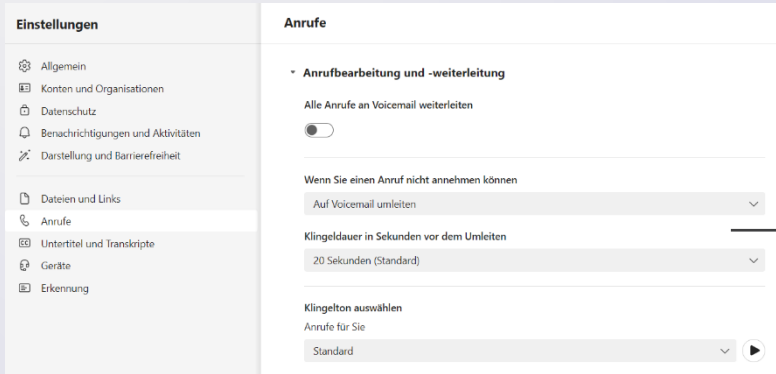 Einstellungen
Allgemein
Konten und Organisationen
Datenschutz
Benachrichtigungen und Aktivitäten
Darstellung und Barrierefreiheit
Dateien und Links
Anrufe
CC Untertitel und Transkripte
Geräte
Erkennung
Anrufe
Anrufbearbeitung und -weiterleitung
Alle Anrufe an Voicemail weiterleiten
Wenn Sie einen Anruf nicht annehmen können
Auf Voicemail umleiten
Klingeldauer in Sekunden vor dem Umleiten
20 Sekunden (Standard)
Klingelton auswählen
Anrufe für Sie
Standard